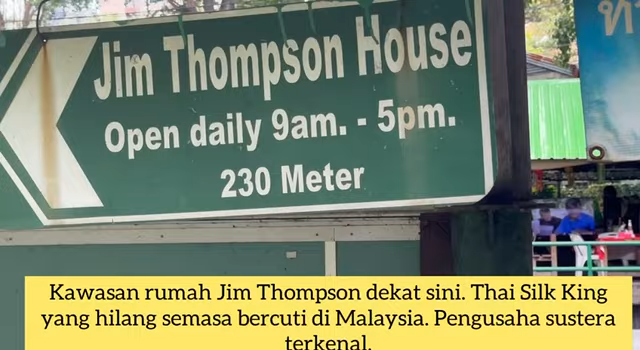 Jim Thompson House
Open daily 9am. - 5pm.
230 Meter
Kawasan rumah Jim Thompson dekat sini. Thai Silk King
yang hilang semasa bercuti di Malaysia. Pengusaha sustera
terkenal.